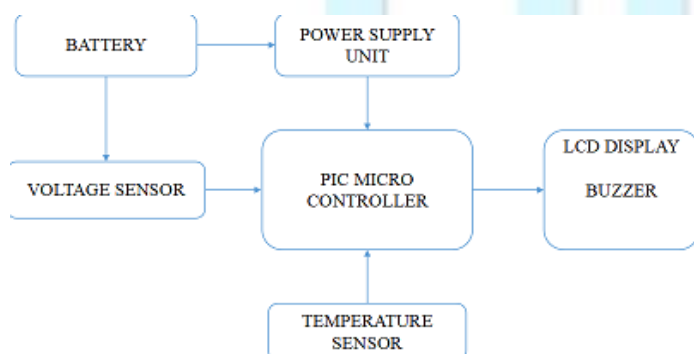 BATTERY
POWER SUPPLY
UNIT
VOLTAGE SENSOR
PIC MICRO
CONTROLLER
LCD DISPLAY
BUZZER
TEMPERATURE
SENSOR